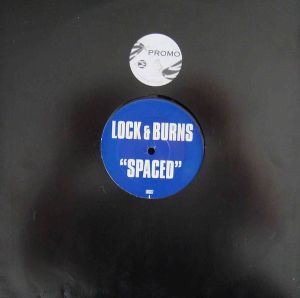 PROMO
LOCK & BURNS
"SPACED"